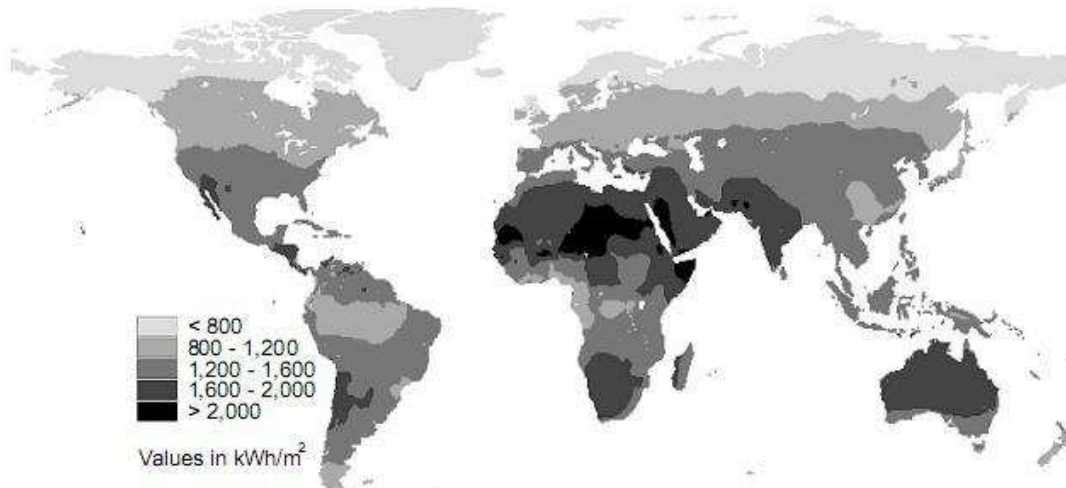 < 800
800 - 1,200
1,200 - 1,600
1,600 - 2,000
> 2,000
Values in kWh/m²